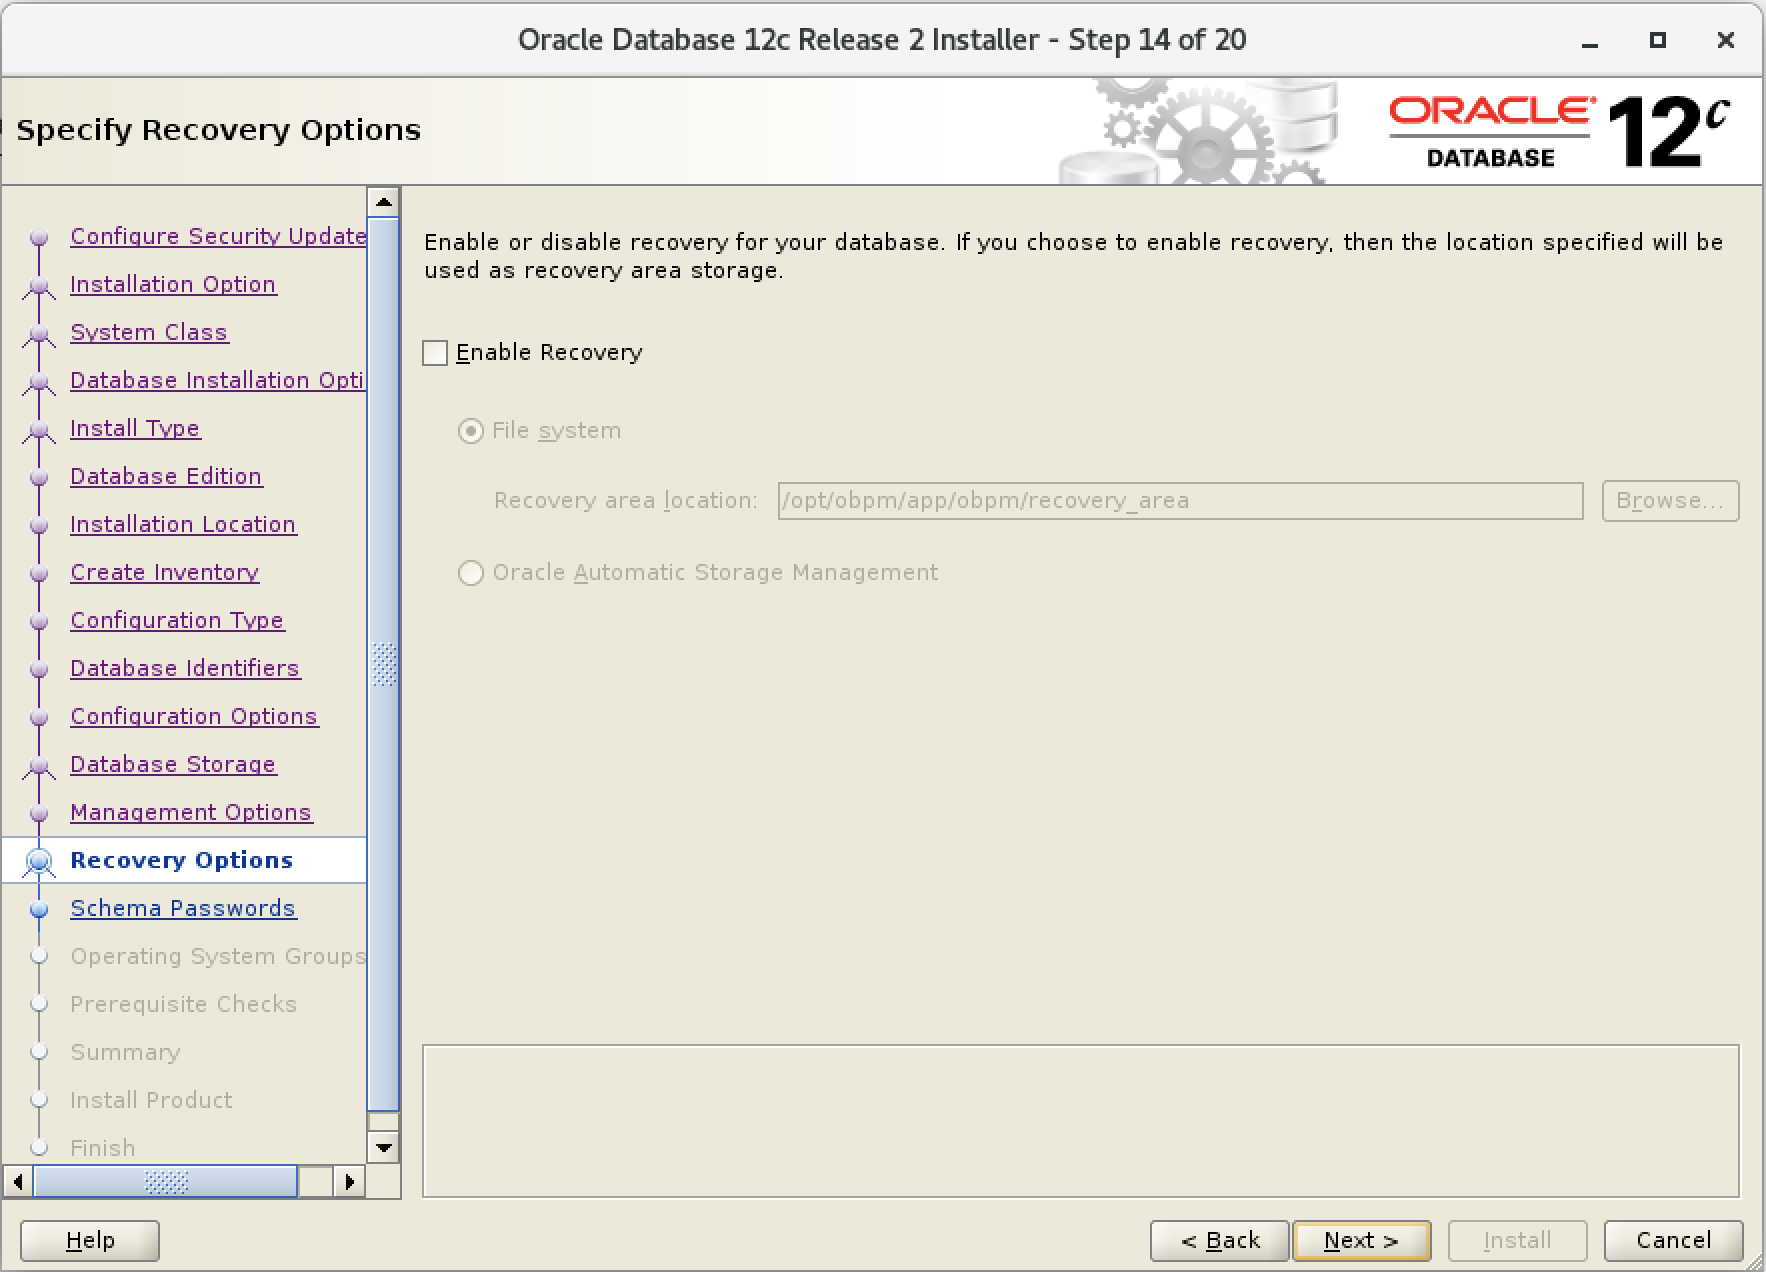 Oracle Database 12c Release 2 Installer - Step 14 of 20
Specify Recovery Options
ORACLE
DATABASE
12c
Configure Security Update
Installation Option
System Class
Database Installation Opti
Install Type
Database Edition
Installation Location
Create Inventory
Configuration Type
Database Identifiers
Configuration Options
Database Storage
Management Options
Recovery Options
Schema Passwords
Operating System Groups
Prerequisite Checks
Summary
Install Product
Finish
Enable or disable recovery for your database. If you choose to enable recovery, then the location specified will be
used as recovery area storage.
Enable Recovery
File system
Recovery area location: /opt/obpm/app/obpm/recovery_area Browse...
Oracle Automatic Storage Management
Help < Back Next > Install Cancel